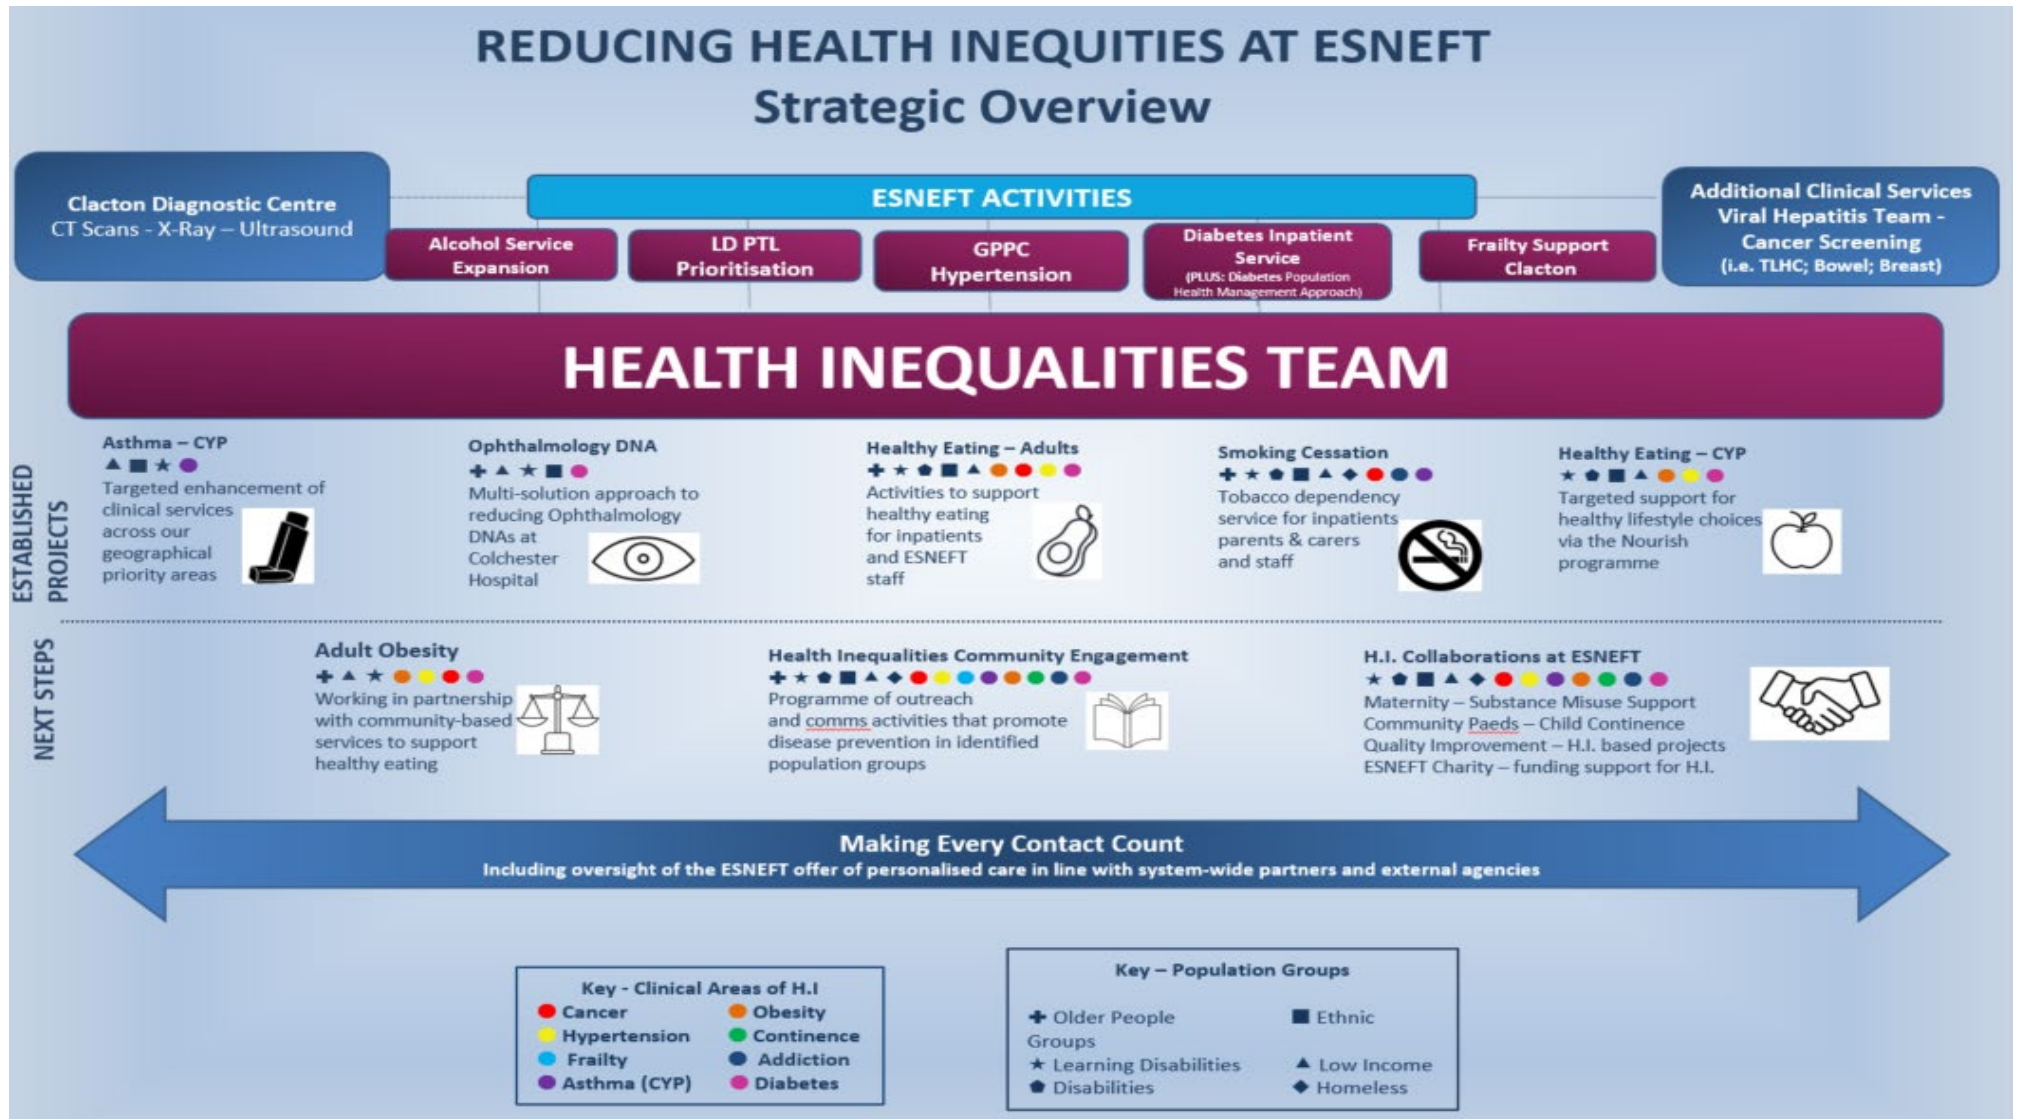 REDUCING HEALTH INEQUITIES AT ESNEFT
Strategic Overview
Clacton Diagnostic Centre
CT Scans - X-Ray – Ultrasound
ESNEFT ACTIVITIES
Additional Clinical Services
Viral Hepatitis Team -
Cancer Screening
(i.e. TLHC; Bowel; Breast)
Alcohol Service
Expansion
LD PTL
Prioritisation
GPPC
Hypertension
Diabetes Inpatient
Service
(PLUS: Diabetes Population
Health Management Approach)
Frailty Support
Clacton
HEALTH INEQUALITIES TEAM
ESTABLISHED
PROJECTS
Asthma – CYP
Targeted enhancement of
clinical services
across our
geographical
priority areas
Ophthalmology DNA
Multi-solution approach to
reducing Ophthalmology
DNAs at
Colchester
Hospital
Healthy Eating – Adults
Activities to support
healthy eating
for inpatients
and ESNEFT
staff
Smoking Cessation
Tobacco dependency
service for inpatients
parents & carers
and staff
Healthy Eating – CYP
Targeted support for
healthy lifestyle choices
via the Nourish
programme
NEXT STEPS
Adult Obesity
Working in partnership
with community-based
services to support
healthy eating
Health Inequalities Community Engagement
Programme of outreach
and comms activities that promote
disease prevention in identified
population groups
H.I. Collaborations at ESNEFT
Maternity – Substance Misuse Support
Community Paeds – Child Continence
Quality Improvement – H.I. based projects
ESNEFT Charity – funding support for H.I.
Making Every Contact Count
Including oversight of the ESNEFT offer of personalised care in line with system-wide partners and external agencies
Key - Clinical Areas of H.I
Cancer
Obesity
Hypertension
Continence
Frailty
Addiction
Asthma (CYP)
Diabetes
Key – Population Groups
Older People
Ethnic
Groups
Learning Disabilities
Low Income
Disabilities
Homeless